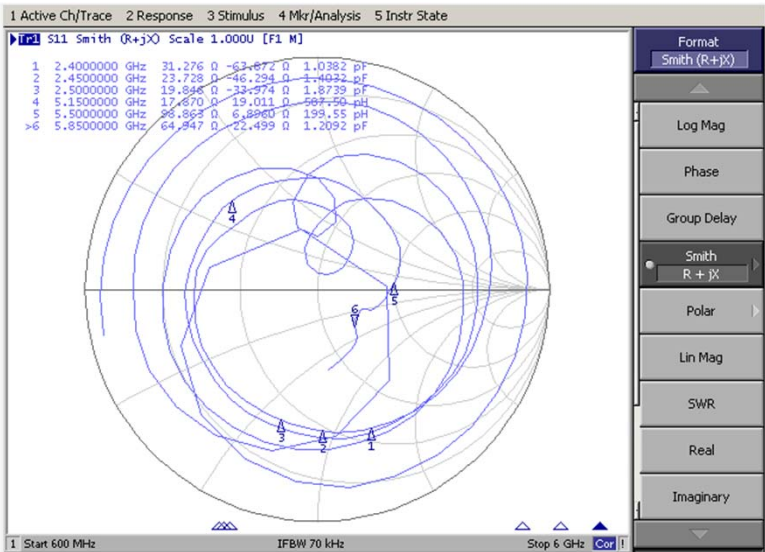 1 Active Ch/Trace 2 Response 3 Stimulus 4 Mkr/Analysis 5 Instr State
Tr1 S11 Smith (R+jX) Scale 1.000U [F1 M]
1 2.4000000 GHz 31.276 Ω -63.872 Ω 1.0382 pF
2 2.4500000 GHz 23.728 Ω -46.294 Ω 1.4032 pF
3 2.5000000 GHz 19.846 Ω -33.974 Ω 1.8739 pF
4 5.1500000 GHz 17.870 Ω 19.011 Ω 587.50 pH
5 5.5000000 GHz 98.863 Ω 6.8960 Ω 199.55 pH
>6 5.8500000 GHz 64.947 Ω -22.499 Ω 1.2092 pF
4
5
6
3
2
1
1 Start 600 MHz IFBW 70 kHz Stop 6 GHz Cor !
Format
Smith (R+jX)
Log Mag
Phase
Group Delay
Smith
R + jX
Polar
Lin Mag
SWR
Real
Imaginary